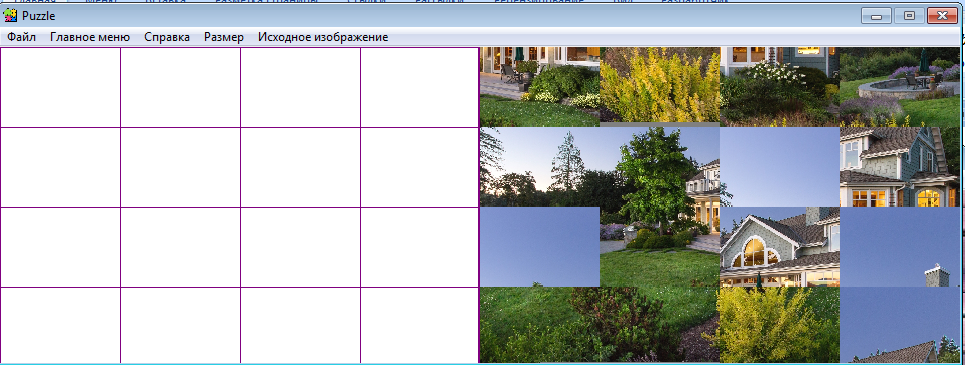 Puzzle
Файл Главное меню Справка Размер Исходное изображение